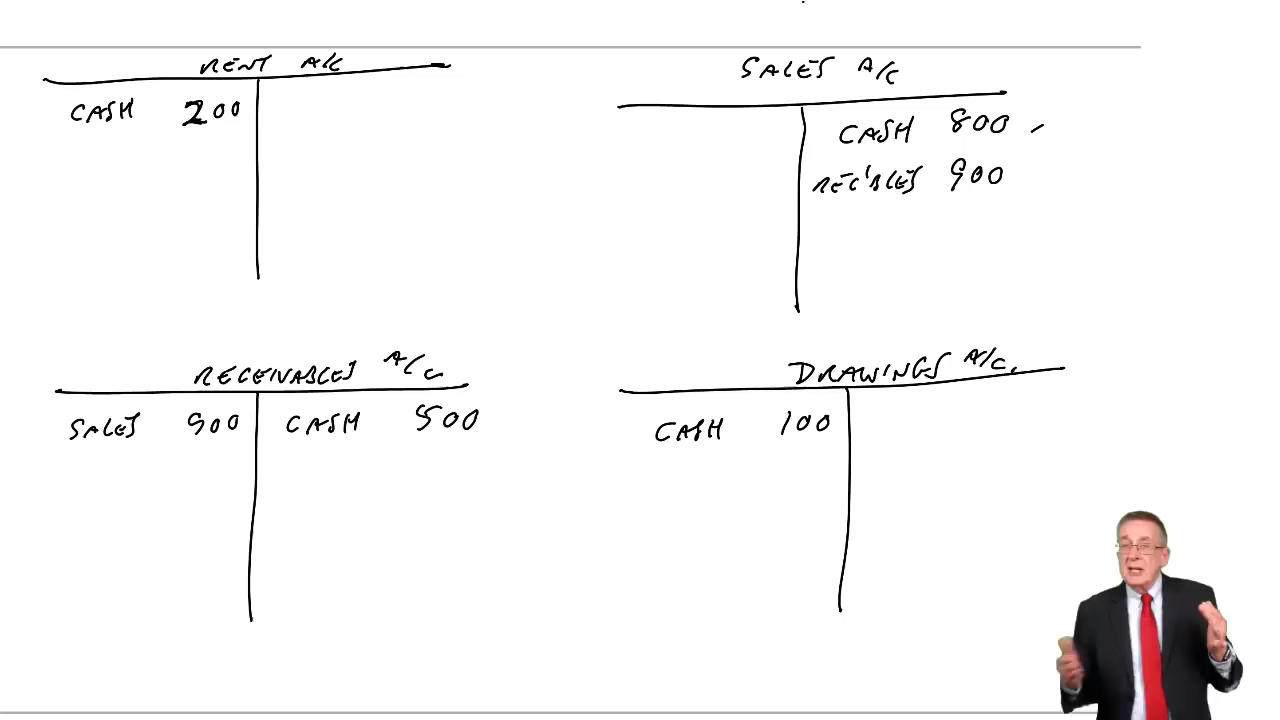 RENT A/C
CASH 200
SALES A/C
CASH 800
REC'BLES 900
RECEIVABLES A/C
SALES 900 CASH 500
DRAWINGS A/C.
CASH 100